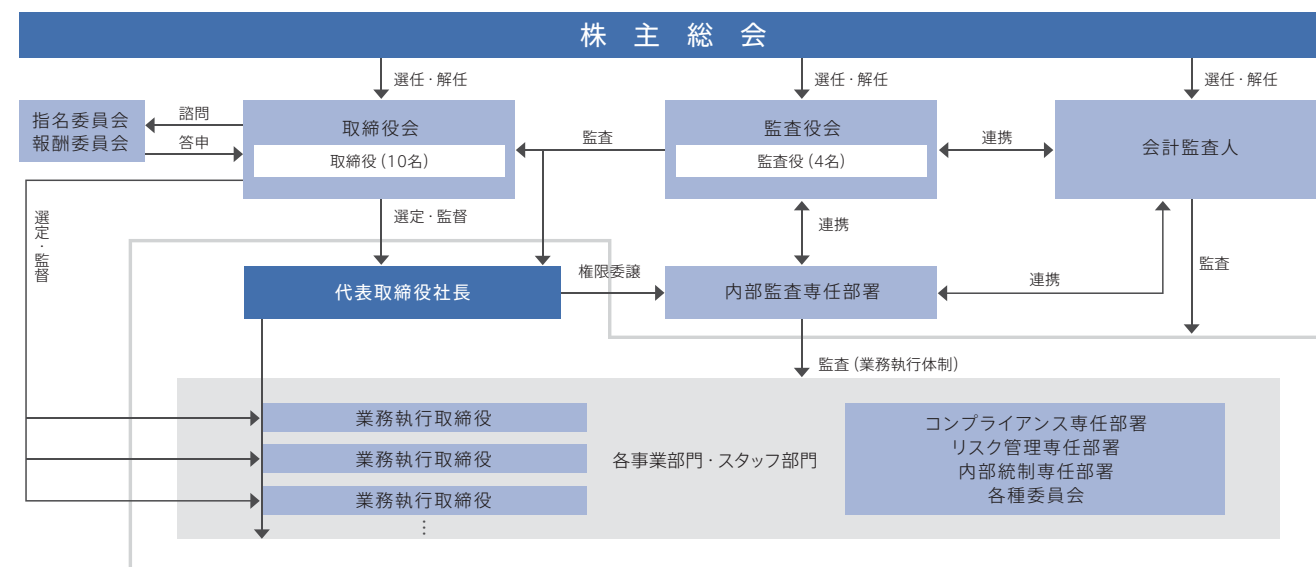 株主総会
選任・解任
選任・解任
選任・解任
指名委員会
報酬委員会
諮問
答申
取締役会
取締役（10名）
監査
監査役会
監査役（4名）
連携
会計監査人
選定・監督
選定・監督
連携
監査
代表取締役社長
権限委譲
内部監査専任部署
連携
監査（業務執行体制）
業務執行取締役
業務執行取締役
業務執行取締役
⋮
各事業部門・スタッフ部門
コンプライアンス専任部署
リスク管理専任部署
内部統制専任部署
各種委員会